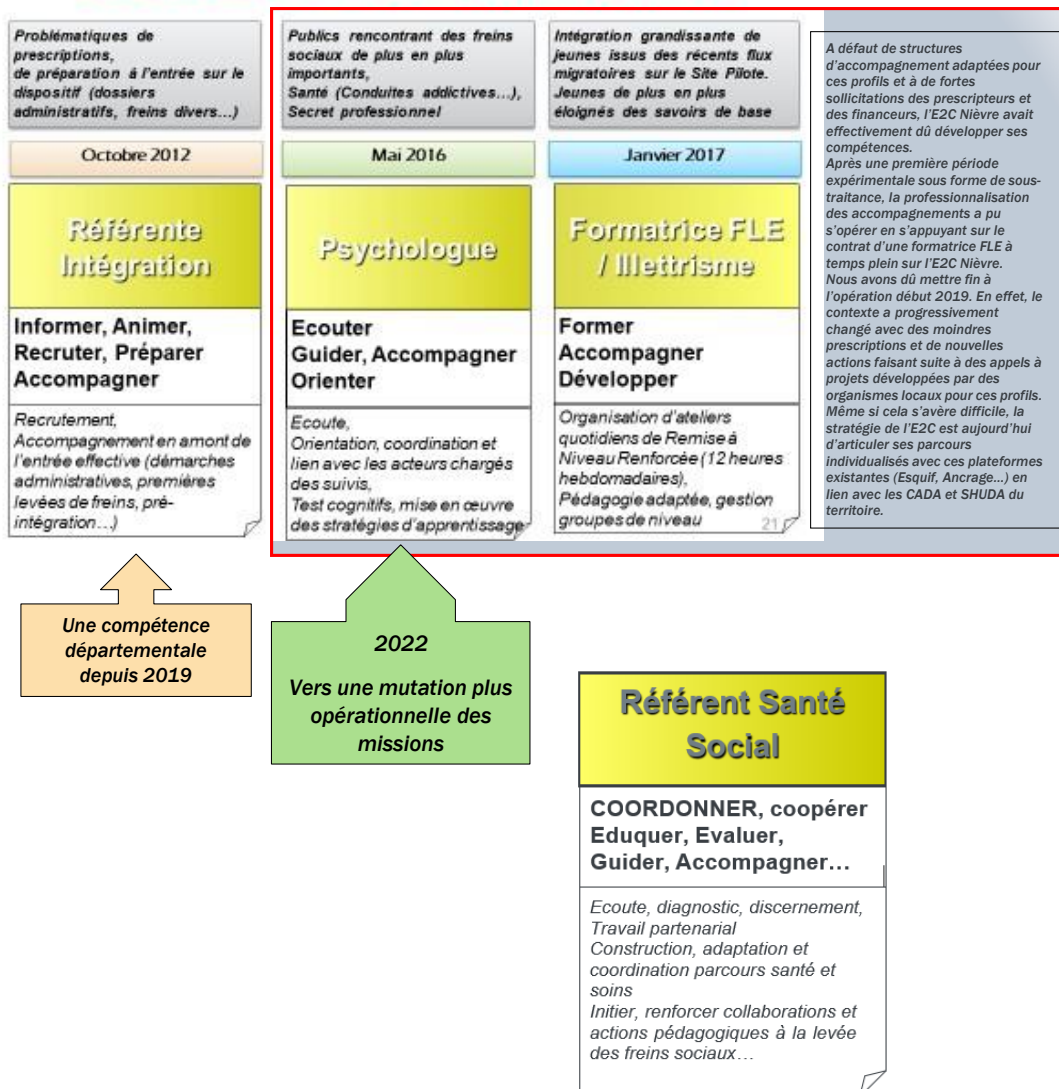 Problématiques de
prescriptions,
de préparation à l'entrée sur le
dispositif (dossiers
administratifs, freins divers...)
Octobre 2012
Référente
Intégration
Informer, Animer,
Recruter, Préparer
Accompagner
Recrutement,
Accompagnement en amont de
l'entrée effective (démarches
administratives, premières
levées de freins, pré-
intégration...)
Une compétence
départementale
depuis 2019
Publics rencontrant des freins
sociaux de plus en plus
importants,
Santé (Conduites addictives...),
Secret professionnel
Mai 2016
Psychologue
Ecouter
Guider, Accompagner
Orienter
Ecoute,
Orientation, coordination et
lien avec les acteurs chargés
des suivis,
Test cognitifs, mise en œuvre
des stratégies d'apprentissage
2022
Vers une mutation plus
opérationnelle des
missions
Intégration grandissante de
jeunes issus des récents flux
migratoires sur le Site Pilote.
Jeunes de plus en plus
éloignés des savoirs de base
Janvier 2017
Formatrice FLE
/ Illettrisme
Former
Accompagner
Développer
Organisation d'ateliers
quotidiens de Remise à
Niveau Renforcée (12 heures
hebdomadaires),
Pédagogie adaptée, gestion
groupes de niveau
21
A défaut de structures
d'accompagnement adaptées pour
ces profils et à de fortes
sollicitations des prescripteurs et
des financeurs, l'E2C Nièvre avait
effectivement dû développer ses
compétences.
Après une première période
expérimentale sous forme de sous-
traitance, la professionnalisation
des accompagnements a pu
s'opérer en s'appuyant sur le
contrat d'une formatrice FLE à
temps plein sur l'E2C Nièvre.
Nous avons dû mettre fin à
l'opération début 2019. En effet, le
contexte a progressivement
changé avec des moindres
prescriptions et de nouvelles
actions faisant suite à des appels à
projets développées par des
organismes locaux pour ces profils.
Même si cela s'avère difficile, la
stratégie de l'E2C est aujourd'hui
d'articuler ses parcours
individualisés avec ces plateformes
existantes (Esquif, Ancrage...) en
lien avec les CADA et SHUDA du
territoire.
Référent Santé
Social
COORDONNER, coopérer
Eduquer, Evaluer,
Guider, Accompagner...
Ecoute, diagnostic, discernement,
Travail partenarial
Construction, adaptation et
coordination parcours santé et
soins
Initier, renforcer collaborations et
actions pédagogiques à la levée
des freins sociaux...